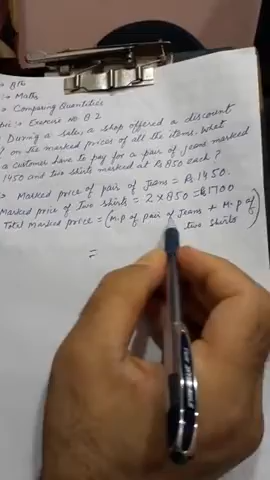 :- 8th
:- Maths
:- Comparing Quantities
Exercise No. 8.2
During a sale, a shop offered a discount
on the marked prices of all the items. What
a customer have to pay for a pair of jeans marked
1450 and two shirts marked at Rs 850 each?
:- Marked price of pair of jeans = Rs 1450.
Marked price of two shirts = 2 x 850 = Rs 1700
Total Marked price = (M.P of pair of jeans + M.P of
two shirts)
=